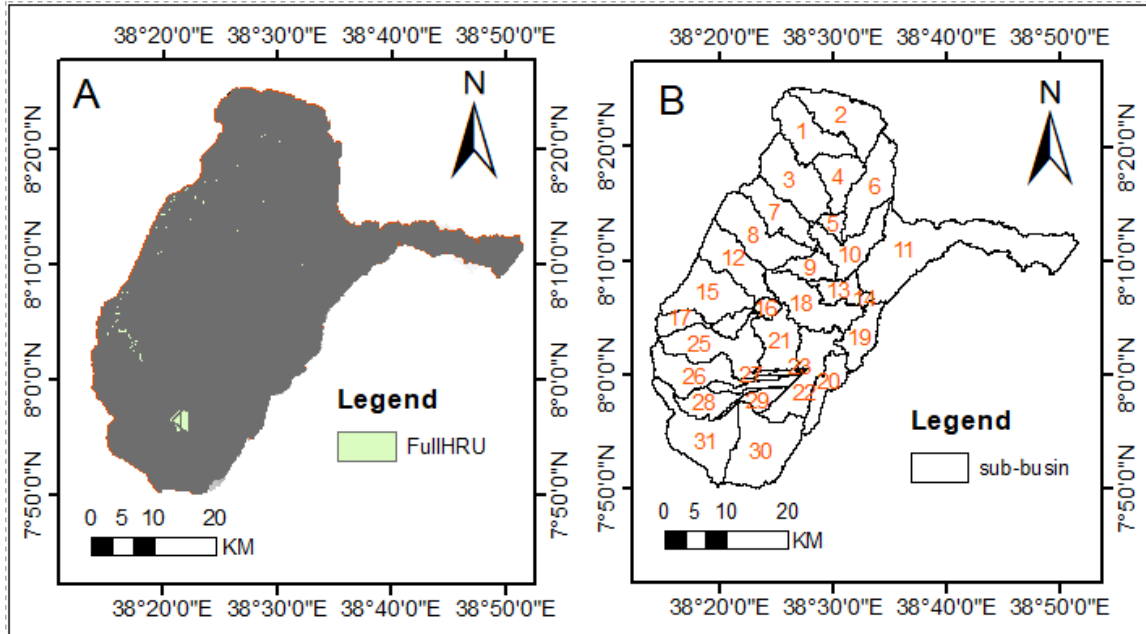 38°20'0"E 38°30'0"E 38°40'0"E 38°50'0"E
A
N
8°20'0"N
8°10'0"N
8°0'0"N
7°50'0"N
8°20'0"N
8°10'0"N
8°0'0"N
7°50'0"N
Legend
FullHRU
0 5 10 20
KM
38°20'0"E 38°30'0"E 38°40'0"E 38°50'0"E
38°20'0"E 38°30'0"E 38°40'0"E 38°50'0"E
B
N
8°20'0"N
8°10'0"N
8°0'0"N
7°50'0"N
8°20'0"N
8°10'0"N
8°0'0"N
7°50'0"N
2
1
4
3
6
7
5
8
10
11
12
9
15
13
14
16
18
17
19
25
21
23
27
26
20
22
28
29
31
30
Legend
sub-busin
0 5 10 20
KM
38°20'0"E 38°30'0"E 38°40'0"E 38°50'0"E